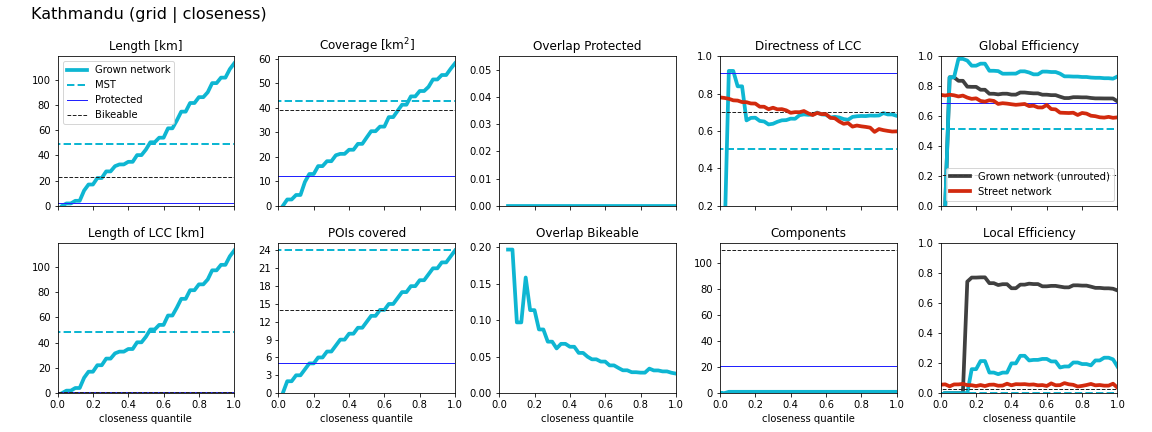 Kathmandu (grid | closeness)
Length [km]
Coverage [km²]
Overlap Protected
Directness of LCC
Global Efficiency
Grown network
MST
Protected
Bikeable
0 20 40 60 80 100
0 10 20 30 40 50 60
0.00 0.01 0.02 0.03 0.04 0.05
0.2 0.4 0.6 0.8 1.0
0.0 0.2 0.4 0.6 0.8 1.0
Grown network (unrouted)
Street network
Length of LCC [km]
POIs covered
Overlap Bikeable
Components
Local Efficiency
0 20 40 60 80 100
0 3 6 9 12 15 18 21 24
0.00 0.05 0.10 0.15 0.20
0 20 40 60 80 100
0.0 0.2 0.4 0.6 0.8 1.0
0.0 0.2 0.4 0.6 0.8 1.0
0.0 0.2 0.4 0.6 0.8 1.0
0.0 0.2 0.4 0.6 0.8 1.0
0.0 0.2 0.4 0.6 0.8 1.0
0.0 0.2 0.4 0.6 0.8 1.0
closeness quantile
closeness quantile
closeness quantile
closeness quantile
closeness quantile